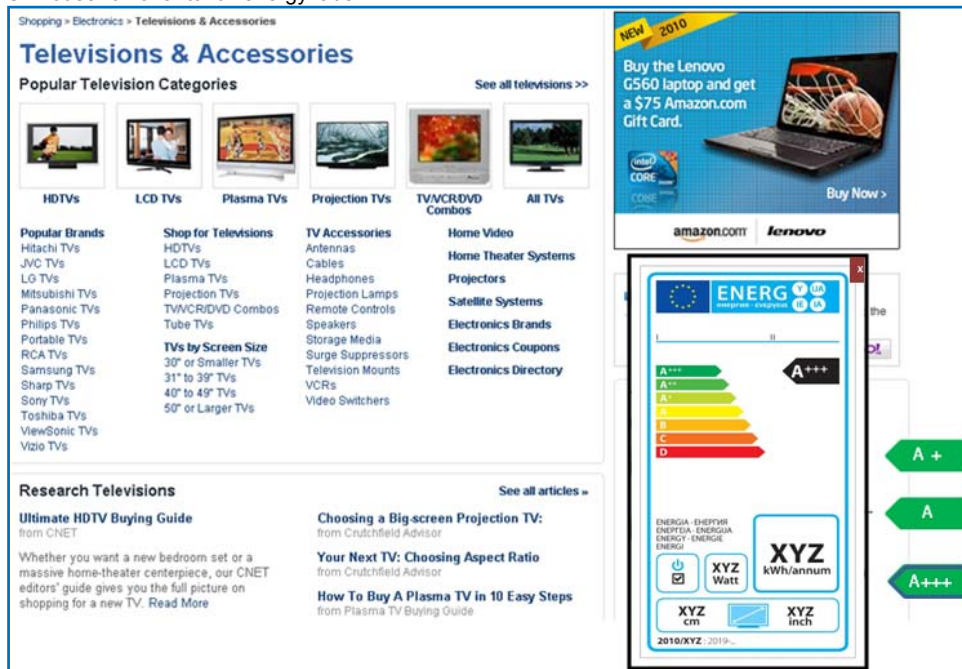 Shopping > Electronics > Televisions & Accessories
Televisions & Accessories
Popular Television Categories
See all televisions >>
HDTVs
LCD TVs
Plasma TVs
Projection TVs
TV/VCR/DVD
Combos
All TVs
Popular Brands
Hitachi TVs
JVC TVs
LG TVs
Mitsubishi TVs
Panasonic TVs
Philips TVs
Portable TVs
RCA TVs
Samsung TVs
Sharp TVs
Sony TVs
Toshiba TVs
ViewSonic TVs
Vizio TVs
Shop for Televisions
HDTVs
LCD TVs
Plasma TVs
Projection TVs
TV/VCR/DVD Combos
Tube TVs
TVs by Screen Size
30" or Smaller TVs
31" to 39" TVs
40" to 49" TVs
50" or Larger TVs
TV Accessories
Antennas
Cables
Headphones
Projection Lamps
Remote Controls
Speakers
Storage Media
Surge Suppressors
Television Mounts
VCRs
Video Switchers
Home Video
Home Theater Systems
Projectors
Satellite Systems
Electronics Brands
Electronics Coupons
Electronics Directory
Research Televisions
See all articles »
Ultimate HDTV Buying Guide
from CNET
Whether you want a new bedroom set or a
massive home-theater centerpiece, our CNET
editors' guide gives you the full picture on
shopping for a new TV. Read More
Choosing a Big-screen Projection TV:
from Crutchfield Advisor
Your Next TV: Choosing Aspect Ratio
from Crutchfield Advisor
How To Buy A Plasma TV in 10 Easy Steps
from Plasma TV Buying Guide
NEW 2010
Buy the Lenovo
G560 laptop and get
a $75 Amazon.com
Gift Card.
intel
CORE
Buy Now >
amazon.com lenovo
x
the
ENERG Y UA
енергия · ενεργεια IE IA
I II
A+++
A++
A+
A
B
C
D
A+++
ENERGIA · ЕНЕРГИЯ
ΕΝΕΡΓΕΙΑ · ENERGIJA
ENERGY · ENERGIE
ENERGI
XYZ
Watt
XYZ
kWh/annum
XYZ
cm
XYZ
inch
2010/XYZ : 2019-..
A +
A
A+++